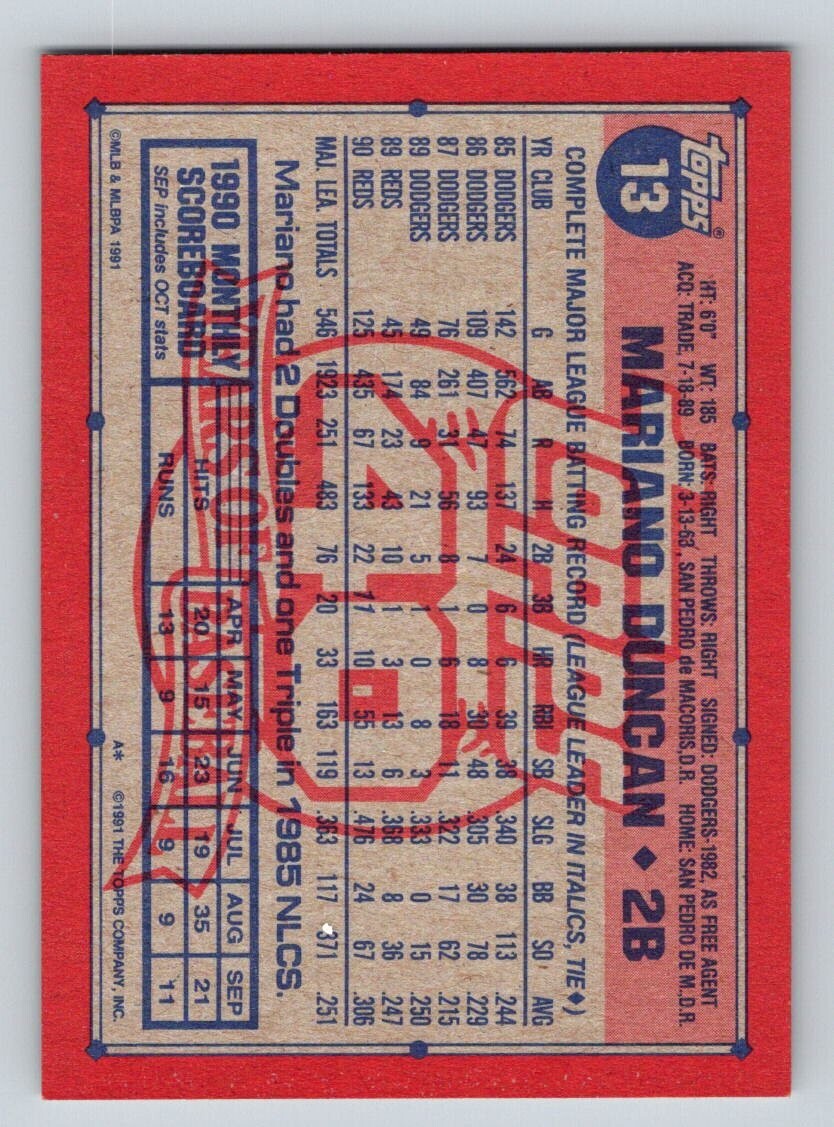 topps®
13
HT: 6'0" WT: 185 BATS: RIGHT THROWS: RIGHT SIGNED: DODGERS-1982, AS FREE AGENT
ACQ: TRADE, 7-18-89 BORN: 3-13-63, SAN PEDRO de MACORIS, D.R. HOME: SAN PEDRO DE M., D.R.
MARIANO DUNCAN ♦ 2B
COMPLETE MAJOR LEAGUE BATTING RECORD (LEAGUE LEADER IN ITALICS, TIE♦)
YR CLUB G AB R H 2B 3B HR RBI SB SLG BB SO AVG
85 DODGERS 142 562 74 137 24 6 6 39 38 .340 38 113 .244
86 DODGERS 109 407 47 93 7 0 8 30 48 .305 30 78 .229
87 DODGERS 76 261 31 56 8 1 6 18 11 .322 17 62 .215
89 DODGERS 49 84 9 21 5 1 0 8 3 .333 0 15 .250
89 REDS 45 174 23 43 10 1 3 13 6 .368 8 36 .247
90 REDS 125 435 67 133 22 11 10 55 13 .476 24 67 .306
MAJ. LEA. TOTALS 546 1923 251 483 76 20 33 163 119 .363 117 371 .251
Mariano had 2 Doubles and one Triple in 1985 NLCS.
1990 MONTHLY
SCOREBOARD
SEP includes OCT stats
APR MAY JUN JUL AUG SEP
HITS 20 15 23 19 35 21
RUNS 13 9 16 9 9 11
TOPPS
40
YEARS OF BASEBALL
©MLB & MLBPA 1991
A* ©1991 THE TOPPS COMPANY, INC.